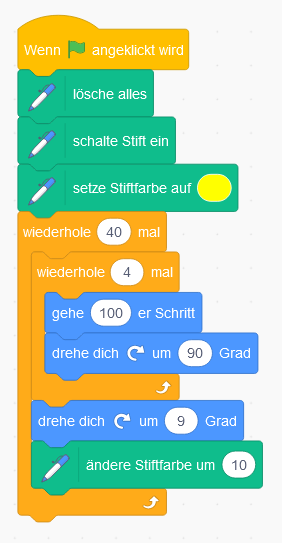 Wenn angeklickt wird
lösche alles
schalte Stift ein
setze Stiftfarbe auf
wiederhole 40 mal
wiederhole 4 mal
gehe 100 er Schritt
drehe dich um 90 Grad
drehe dich um 9 Grad
ändere Stiftfarbe um 10